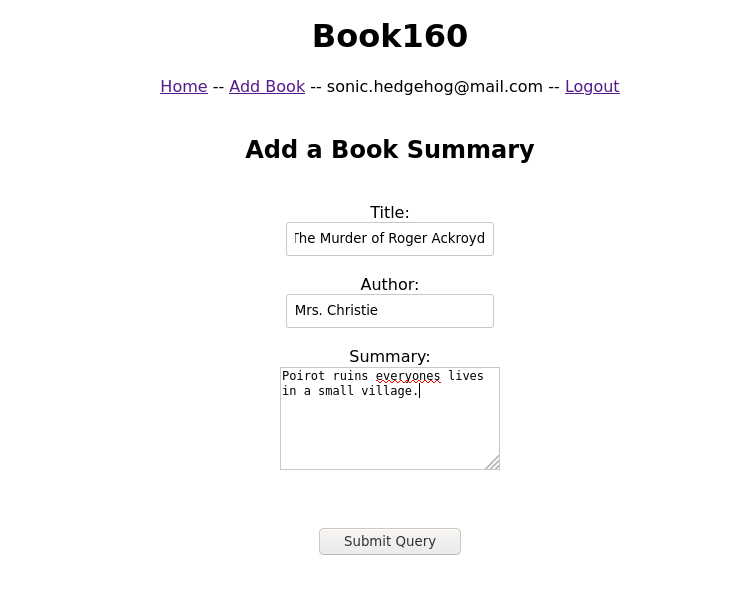 Book160
Home -- Add Book -- sonic.hedgehog@mail.com -- Logout
Add a Book Summary
Title:
The Murder of Roger Ackroyd
Author:
Mrs. Christie
Summary:
Poirot ruins everyones lives
in a small village.
Submit Query